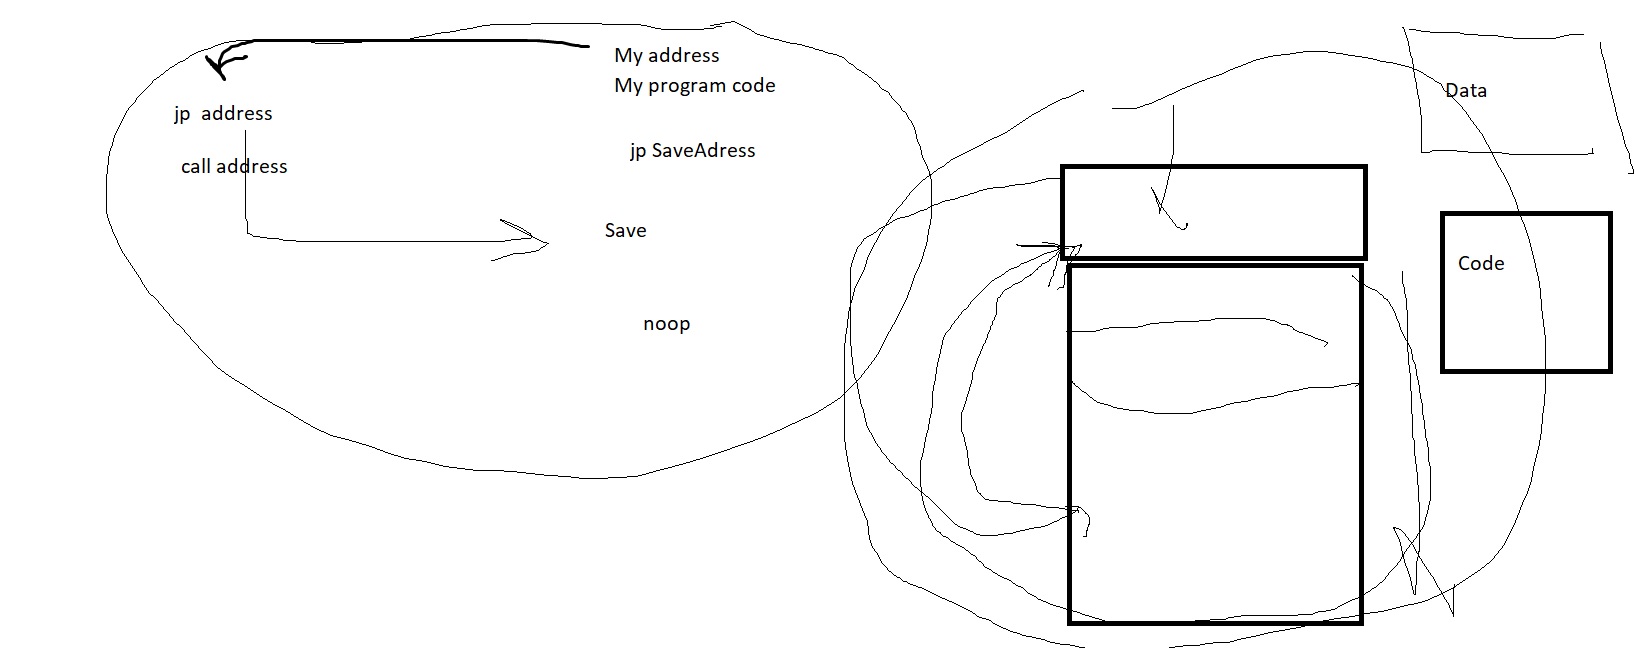 My address
My program code
jp  address
jp SaveAdress
call address
Save
noop
Data
Code